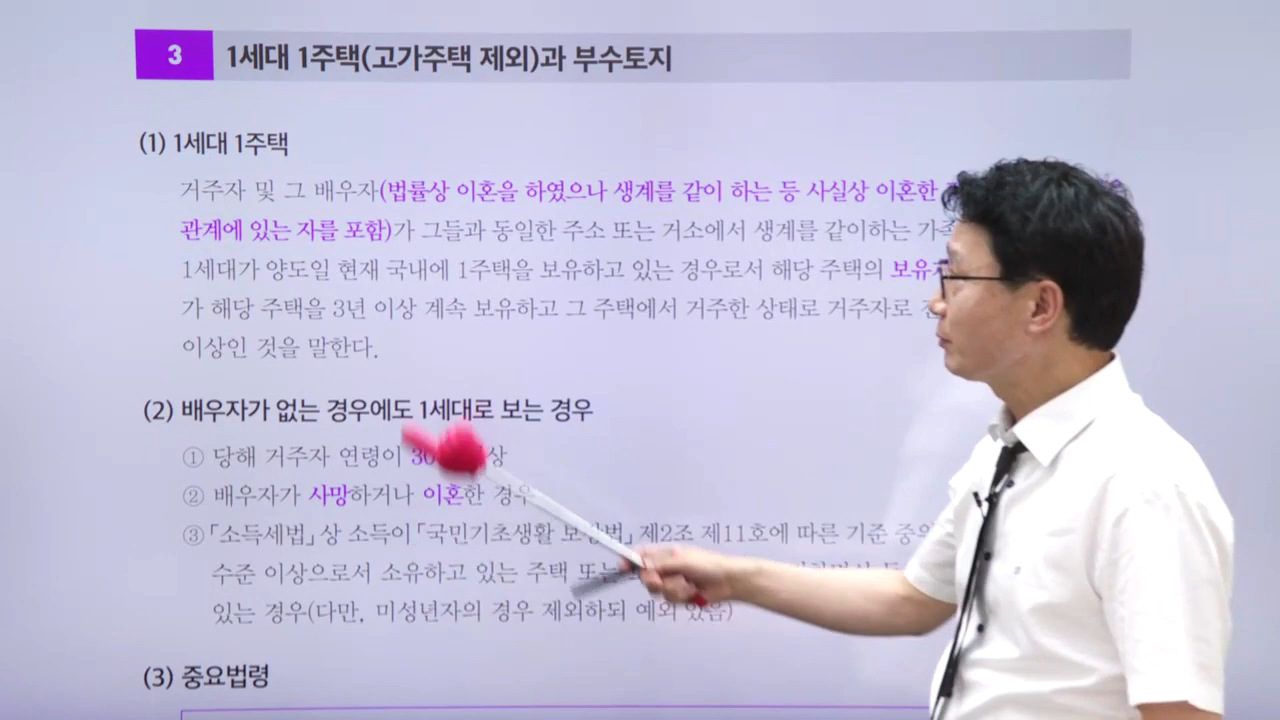 3 1세대 1주택(고가주택 제외)과 부수토지
(1) 1세대 1주택
거주자 및 그 배우자(법률상 이혼을 하였으나 생계를 같이 하는 등 사실상 이혼한
관계에 있는 자를 포함)가 그들과 동일한 주소 또는 거소에서 생계를 같이하는
1세대가 양도일 현재 국내에 1주택을 보유하고 있는 경우로서 해당 주택의 보유
가 해당 주택을 3년 이상 계속 보유하고 그 주택에서 거주한 상태로 거주자로
이상인 것을 말한다.
(2) 배우자가 없는 경우에도 1세대로 보는 경우
① 당해 거주자 연령이 30
② 배우자가 사망하거나 이혼한 경우
③ 「소득세법」상 소득이 「국민기초생활 보장법」 제2조 제11호에 따른 기준
수준 이상으로서 소유하고 있는 주택 또는
있는 경우(다만, 미성년자의 경우 제외하되 예외 있음)
(3) 중요법령